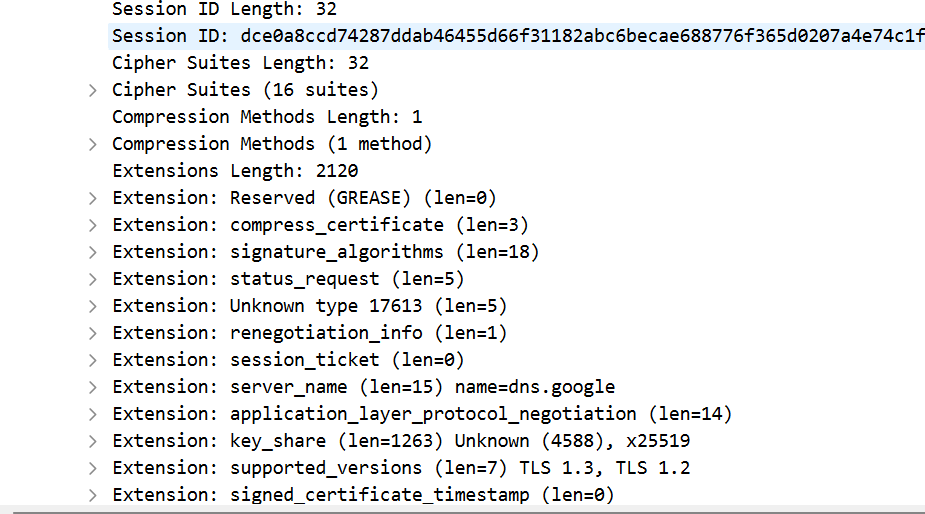 Session ID Length: 32
Session ID: dce0a8ccd74287ddab46455d66f31182abc6becae688776f365d0207a4e74c1f
Cipher Suites Length: 32
Cipher Suites (16 suites)
Compression Methods Length: 1
Compression Methods (1 method)
Extensions Length: 2120
Extension: Reserved (GREASE) (len=0)
Extension: compress_certificate (len=3)
Extension: signature_algorithms (len=18)
Extension: status_request (len=5)
Extension: Unknown type 17613 (len=5)
Extension: renegotiation_info (len=1)
Extension: session_ticket (len=0)
Extension: server_name (len=15) name=dns.google
Extension: application_layer_protocol_negotiation (len=14)
Extension: key_share (len=1263) Unknown (4588), x25519
Extension: supported_versions (len=7) TLS 1.3, TLS 1.2
Extension: signed_certificate_timestamp (len=0)